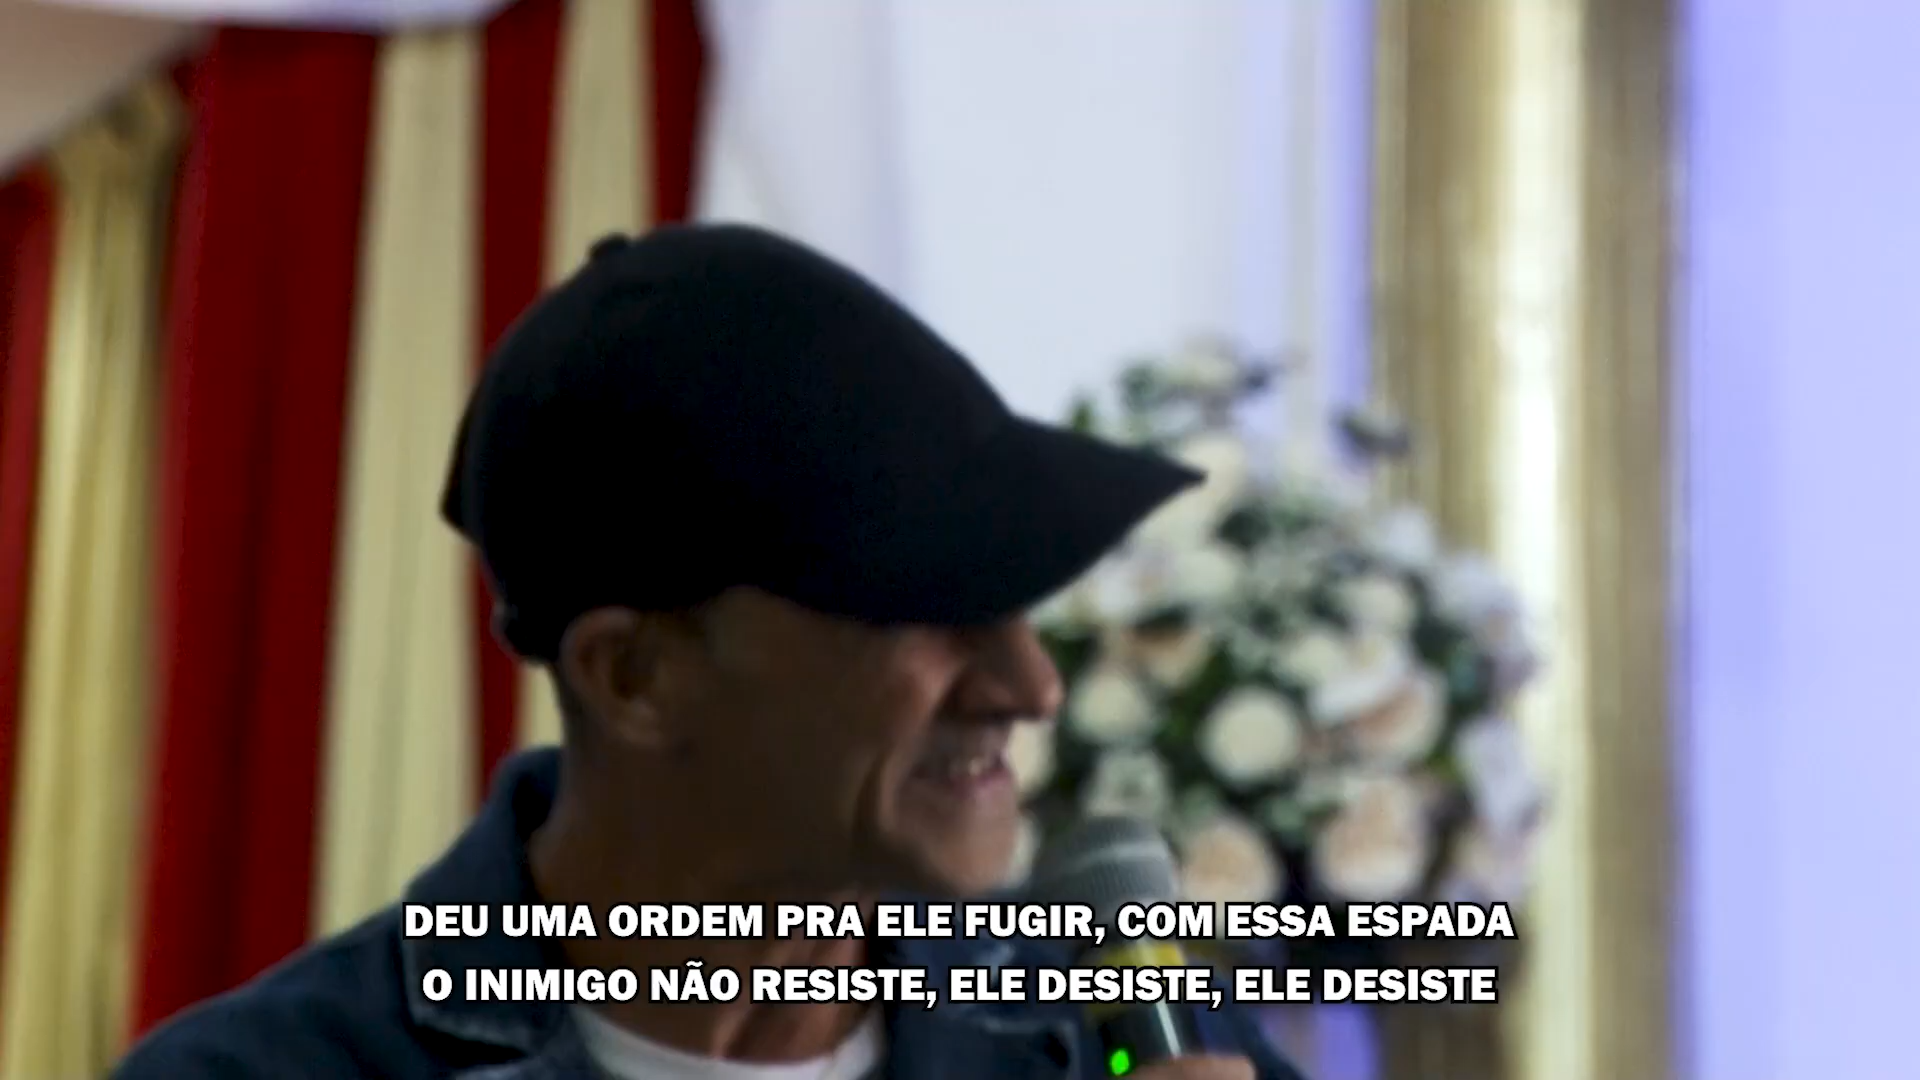 DEU UMA ORDEM PRA ELE FUGIR, COM ESSA ESPADA
O INIMIGO NÃO RESISTE, ELE DESISTE, ELE DESISTE